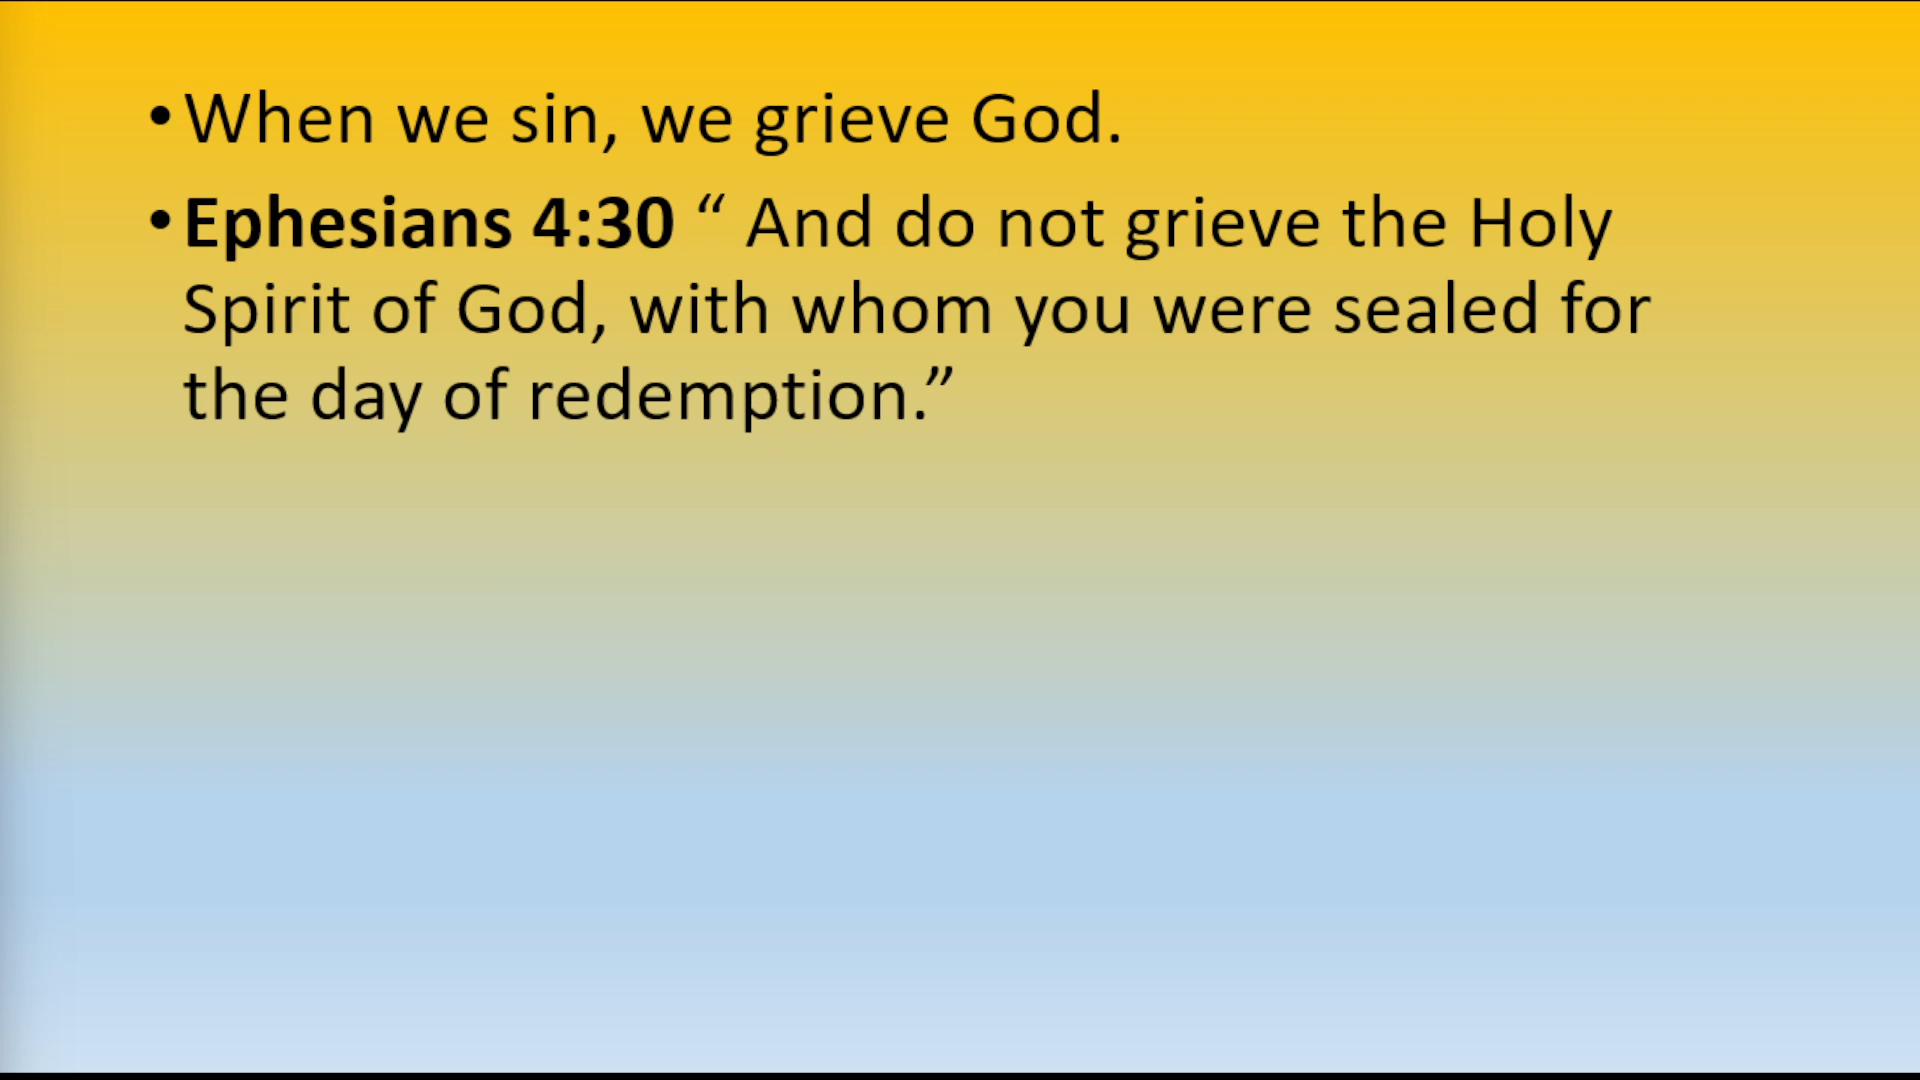 •When we sin, we grieve God.
•Ephesians 4:30 “ And do not grieve the Holy
Spirit of God, with whom you were sealed for
the day of redemption.”